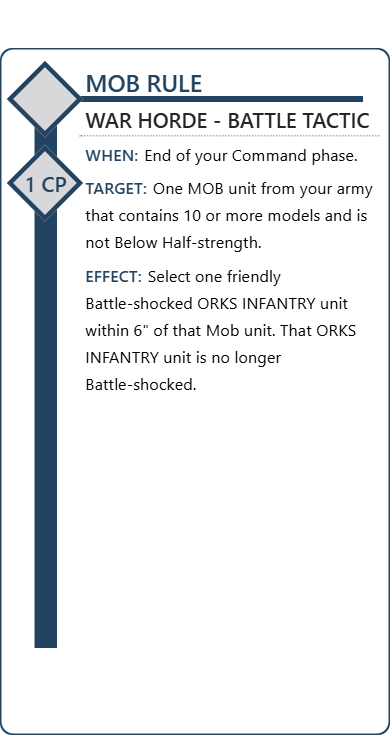 MOB RULE
WAR HORDE - BATTLE TACTIC
WHEN: End of your Command phase.
1 CP
TARGET: One MOB unit from your army
that contains 10 or more models and is
not Below Half-strength.
EFFECT: Select one friendly
Battle-shocked ORKS INFANTRY unit
within 6" of that Mob unit. That ORKS
INFANTRY unit is no longer
Battle-shocked.